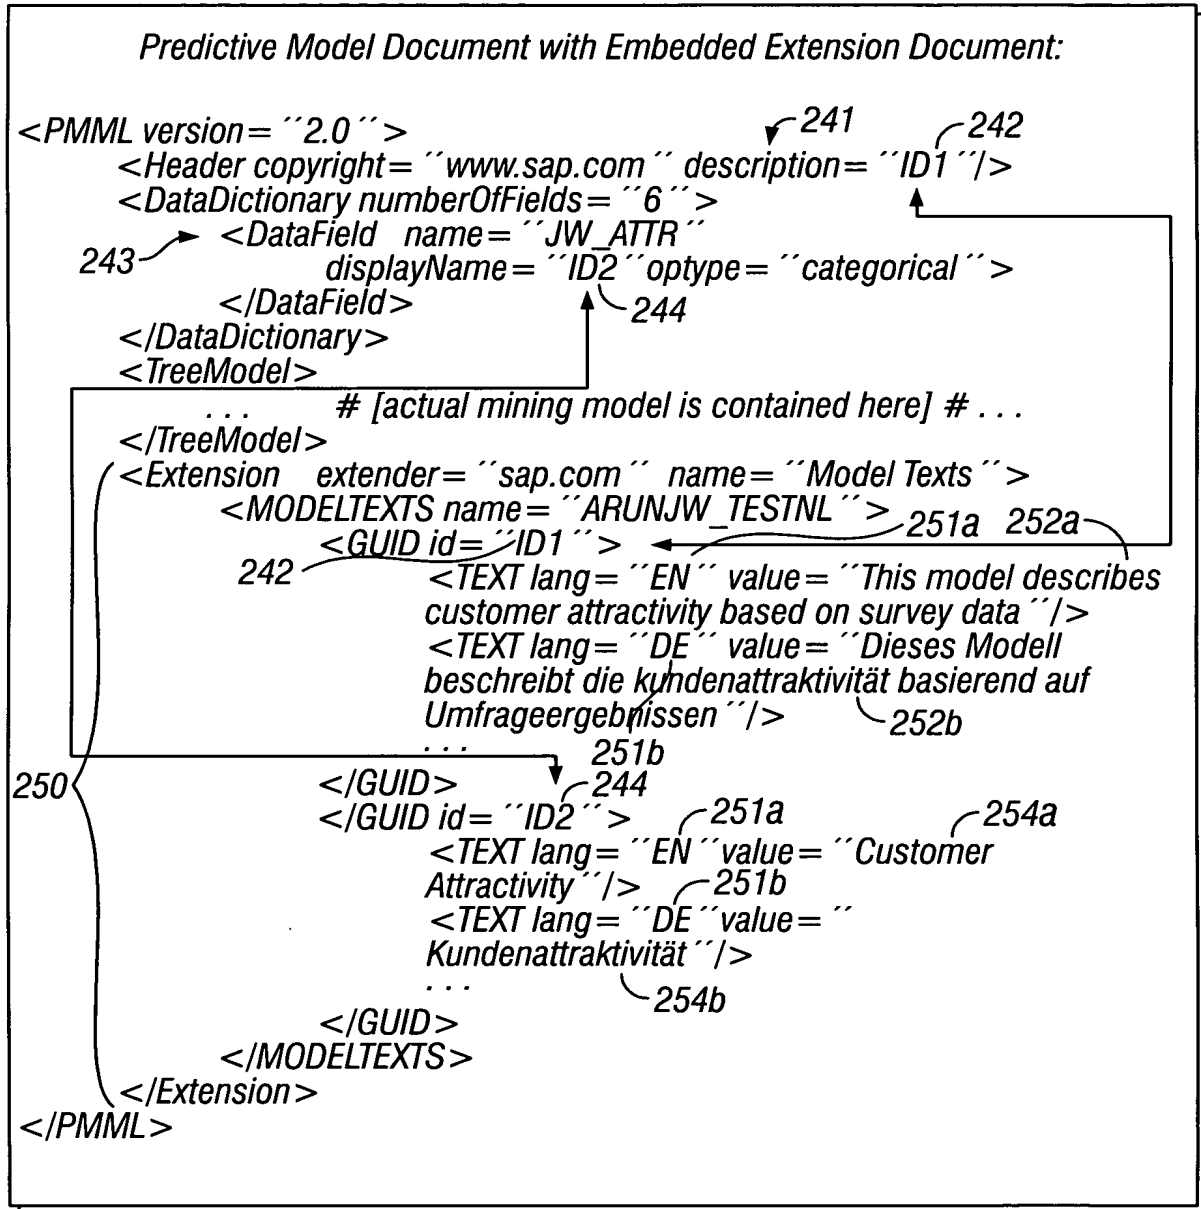 Predictive Model Document with Embedded Extension Document:
<PMML version= ´´2.0´´>
241
242
<Header copyright= ´´www.sap.com´´ description= ´´ID1´´/>
<DataDictionary numberOfFields= ´´6´´>
243
<DataField name= ´´JW_ATTR´´
displayName= ´´ID2´´optype= ´´categorical´´>
</DataField>
244
</DataDictionary>
<TreeModel>
. . . # [actual mining model is contained here] # . . .
</TreeModel>
<Extension extender= ´´sap.com´´ name= ´´Model Texts´´>
<MODELTEXTS name= ´´ARUNJW_TESTNL´´>
251a
252a
<GUID id= ´´ID1´´>
242
<TEXT lang= ´´EN´´ value= ´´This model describes
customer attractivity based on survey data´´/>
<TEXT lang= ´´DE´´ value= ´´Dieses Modell
beschreibt die kundenattraktivität basierend auf
Umfrageergebnissen´´/>
252b
. . .
251b
250
</GUID>
244
</GUID id= ´´ID2´´>
251a
254a
<TEXT lang= ´´EN´´value= ´´Customer
Attractivity´´/>
251b
<TEXT lang= ´´DE´´value= ´´
Kundenattraktivität´´/>
. . .
254b
</GUID>
</MODELTEXTS>
</Extension>
</PMML>